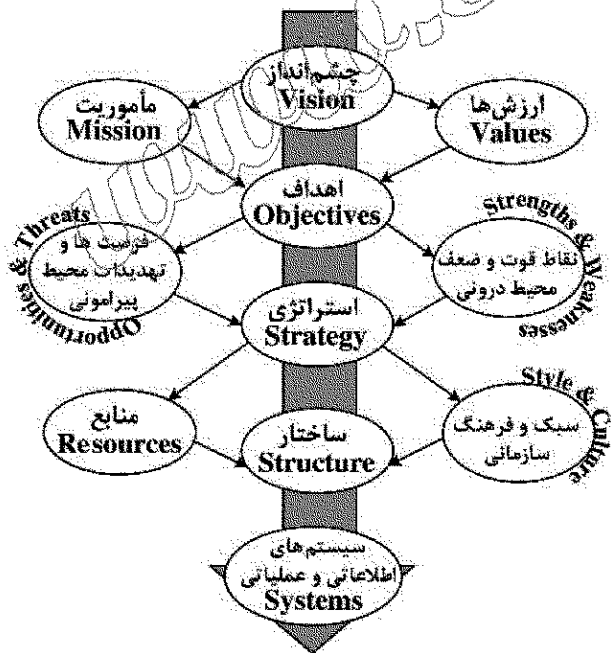 چشم‌انداز
Vision
مأموریت
Mission
ارزش‌ها
Values
اهداف
Objectives
Opportunities & Threats
فرصت ها و
تهدیدات محیط
پیرامونی
Strengths & Weaknesses
نقاط قوت و ضعف
محیط درونی
استراتژی
Strategy
منابع
Resources
Style & Culture
سبک و فرهنگ
سازمانی
ساختار
Structure
سیستم‌های
اطلاعاتی و عملیاتی
Systems